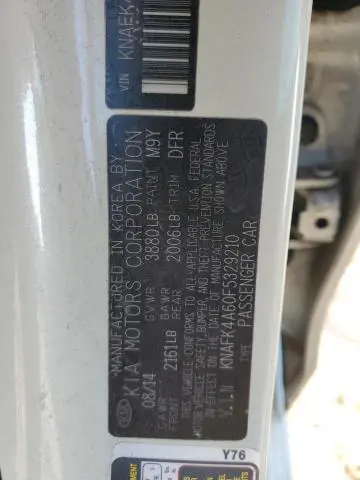 VIN KNAEK
MANUFACTURED IN KOREA BY
KIA MOTORS CORPORATION
08/14 GVWR 3880LB PAINT M9Y
GAWR FRONT 2161LB GAWR REAR 2006LB TRIM DFR
THIS VEHICLE CONFORMS TO ALL APPLICABLE U.S.A. FEDERAL
MOTOR VEHICLE SAFETY, BUMPER, AND THEFT PREVENTION STANDARDS
IN EFFECT ON THE DATE OF MANUFACTURE SHOWN ABOVE
V.I.N KNAFK4A60F5329210
PASSENGER CAR
Y76